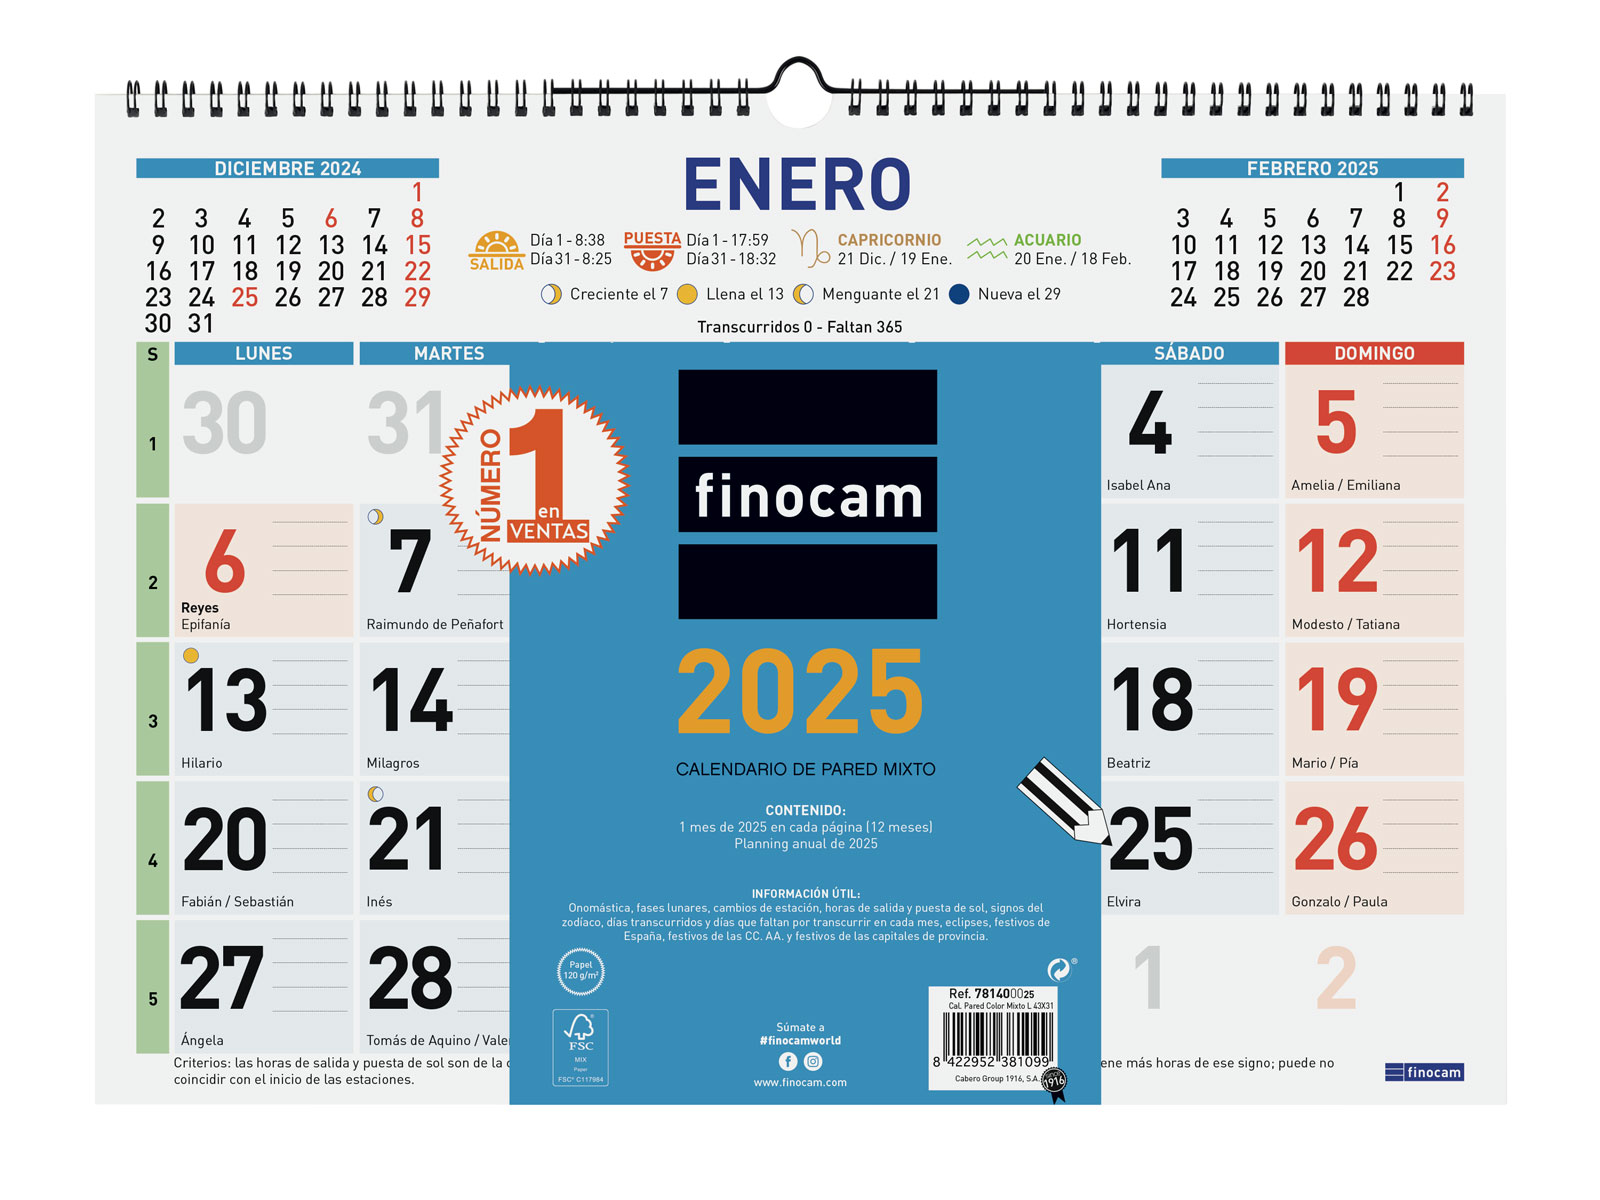 DICIEMBRE 2024
1
2 3 4 5 6 7 8
9 10 11 12 13 14 15
16 17 18 19 20 21 22
23 24 25 26 27 28 29
30 31
ENERO
SALIDA
Día 1 - 8:38
Día 31 - 8:25
PUESTA
Día 1 - 17:59
Día 31 - 18:32
CAPRICORNIO
21 Dic. / 19 Ene.
ACUARIO
20 Ene. / 18 Feb.
Creciente el 7 Llena el 13 Menguante el 21 Nueva el 29
Transcurridos 0 - Faltan 365
FEBRERO 2025
1 2
3 4 5 6 7 8 9
10 11 12 13 14 15 16
17 18 19 20 21 22 23
24 25 26 27 28
S LUNES MARTES SÁBADO DOMINGO
1 30 31 4 5
Isabel Ana Amelia / Emiliana
2 6 7 11 12
Reyes
Epifanía Raimundo de Peñafort Hortensia Modesto / Tatiana
3 13 14 18 19
Hilario Milagros Beatriz Mario / Pía
4 20 21 25 26
Fabián / Sebastián Inés Elvira Gonzalo / Paula
5 27 28 1 2
Ángela Tomás de Aquino / Vale
Criterios: las horas de salida y puesta de sol son de la
ene más horas de ese signo; puede no
coincidir con el inicio de las estaciones.
finocam
NÚMERO
1
en
VENTAS
finocam
2025
CALENDARIO DE PARED MIXTO
CONTENIDO:
1 mes de 2025 en cada página (12 meses)
Planning anual de 2025
INFORMACIÓN ÚTIL:
Onomástica, fases lunares, cambios de estación, horas de salida y puesta de sol, signos del
zodíaco, días transcurridos y días que faltan por transcurrir en cada mes, eclipses, festivos de
España, festivos de las CC. AA. y festivos de las capitales de provincia.
Papel
120 g/m²
FSC
MIX
Paper
FSC® C117984
Súmate a
#finocamworld
www.finocam.com
®
Ref. 781400025
Cal. Pared Color Mixto L 43X31
8 422952 381099
Cabero Group 1916, S.A.
Since
1916